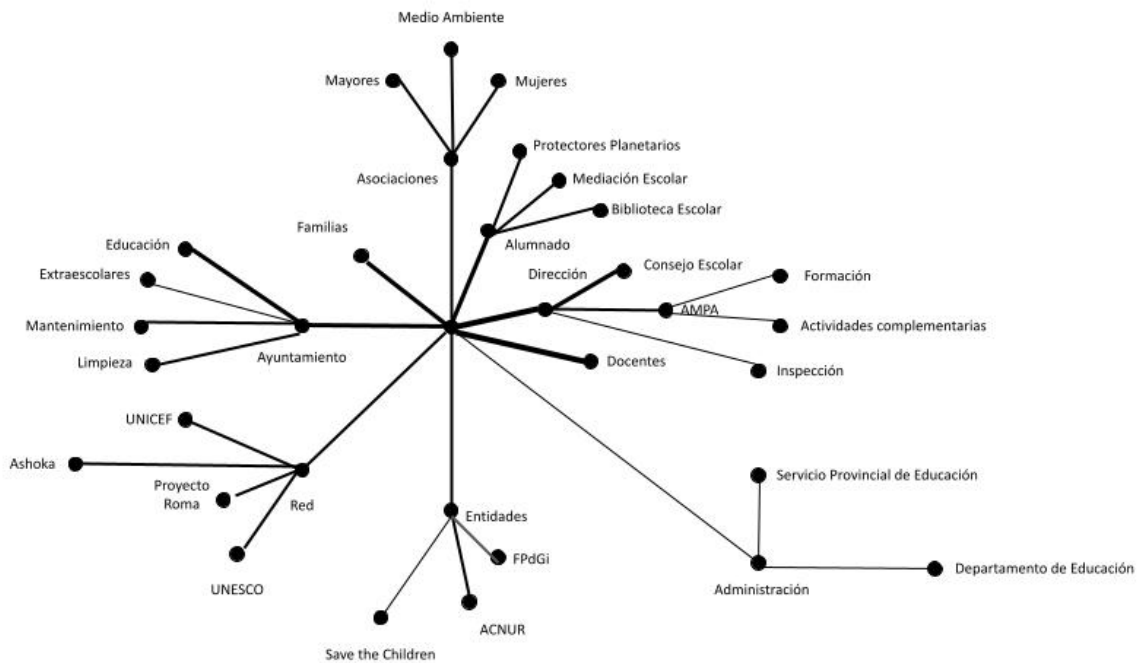 Medio Ambiente
Mayores
Mujeres
Protectores Planetarios
Asociaciones
Mediación Escolar
Biblioteca Escolar
Familias
Alumnado
Educación
Extraescolares
Dirección
Consejo Escolar
Formación
AMPA
Mantenimiento
Actividades complementarias
Limpieza
Ayuntamiento
Docentes
Inspección
UNICEF
Ashoka
Proyecto
Roma
Red
Servicio Provincial de Educación
Entidades
FPdGi
UNESCO
Administración
Departamento de Educación
ACNUR
Save the Children